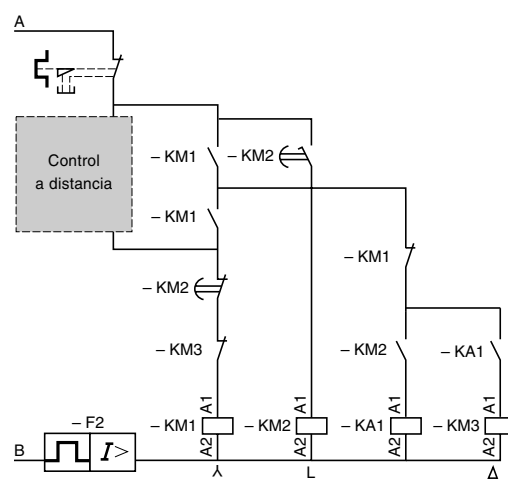 A
Control
a distancia
– KM1
– KM2
– KM1
– KM1
– KM2
– KM3
– KM2
– KA1
– F2
A1
A1
A1
A1
– KM1
– KM2
– KA1
– KM3
A2
A2
A2
A2
B
I >
Y
L
Δ